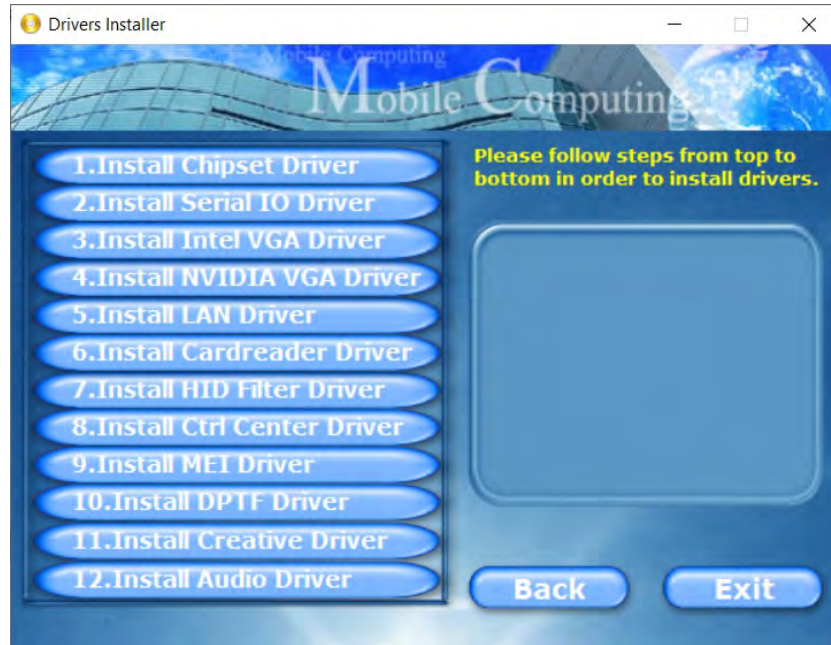 Drivers Installer
Mobile Computing
Mobile Computing
1.Install Chipset Driver
2.Install Serial IO Driver
3.Install Intel VGA Driver
4.Install NVIDIA VGA Driver
5.Install LAN Driver
6.Install Cardreader Driver
7.Install HID Filter Driver
8.Install Ctrl Center Driver
9.Install MEI Driver
10.Install DPTF Driver
11.Install Creative Driver
12.Install Audio Driver
Please follow steps from top to
bottom in order to install drivers.
Back
Exit